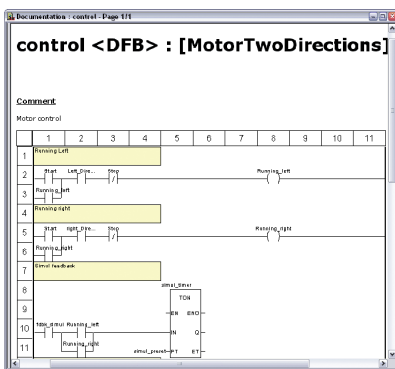 Documentation : control - Page 1/1
control <DFB> : [MotorTwoDirections]
Comment
Motor control
1 2 3 4 5 6 7 8 9 10 11
1 Running Left
2 Start Left_Dire... Stop Running_left
3 Running_left
4 Running right
5 Start right_Dire... Stop Running_right
6 Running_right
7 Simul feedback
8 simul_timer
TON
9 EN ENO
10 Running_left IN Q
11 Running_right simul_preset PT ET